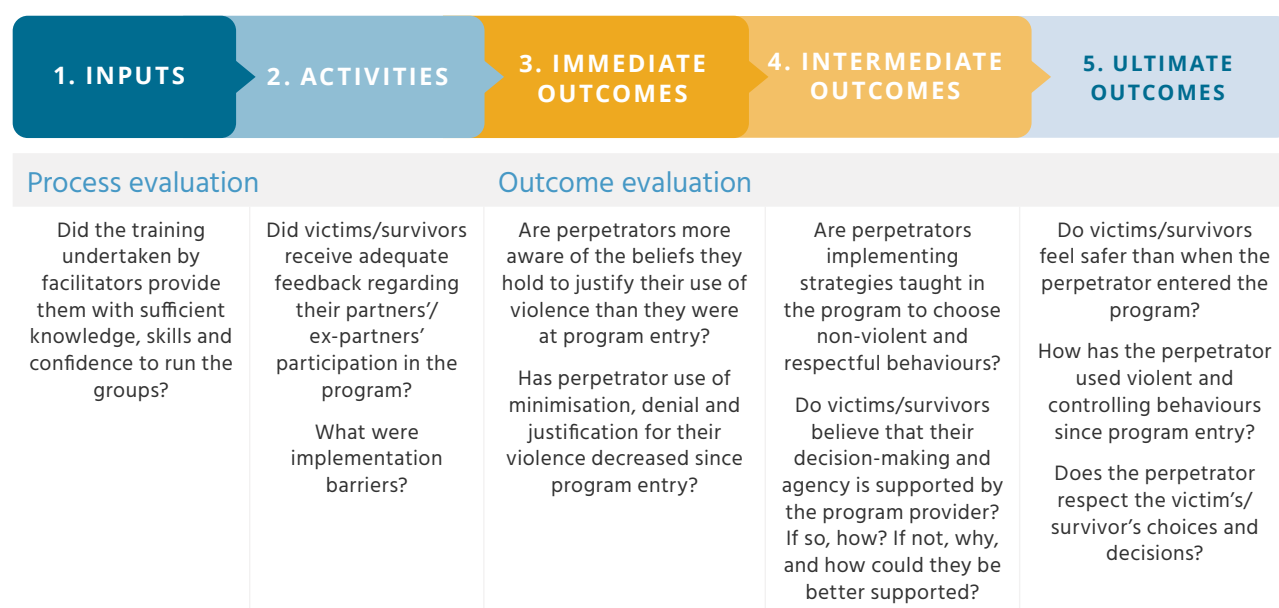 1. INPUTS
2. ACTIVITIES
3. IMMEDIATE
OUTCOMES
4. INTERMEDIATE
OUTCOMES
5. ULTIMATE
OUTCOMES
Process evaluation
Outcome evaluation
Did the training
undertaken by
facilitators provide
them with sufficient
knowledge, skills and
confidence to run the
groups?
Did victims/survivors
receive adequate
feedback regarding
their partners’/
ex-partners’
participation in the
program?
What were
implementation
barriers?
Are perpetrators more
aware of the beliefs they
hold to justify their use of
violence than they were
at program entry?
Has perpetrator use of
minimisation, denial and
justification for their
violence decreased since
program entry?
Are perpetrators
implementing
strategies taught in
the program to choose
non-violent and
respectful behaviours?
Do victims/survivors
believe that their
decision-making and
agency is supported by
the program provider?
If so, how? If not, why,
and how could they be
better supported?
Do victims/survivors
feel safer than when the
perpetrator entered the
program?
How has the perpetrator
used violent and
controlling behaviours
since program entry?
Does the perpetrator
respect the victim’s/
survivor’s choices and
decisions?